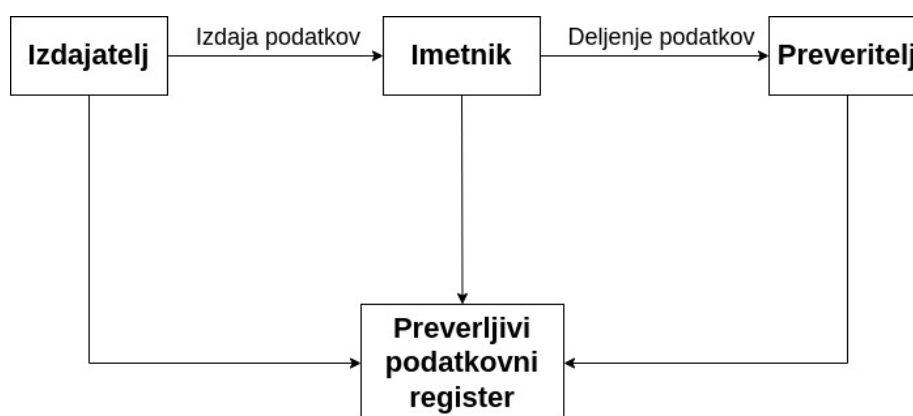 Izdajatelj
Izdaja podatkov
Imetnik
Deljenje podatkov
Preveritelj
Preverljivi
podatkovni
register